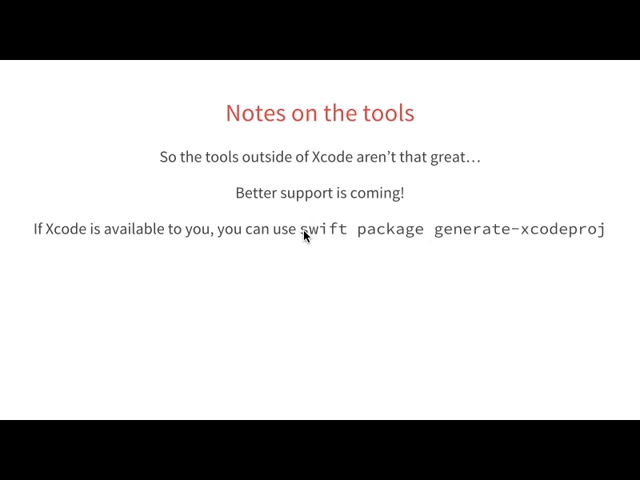 Notes on the tools
So the tools outside of Xcode aren’t that great…
Better support is coming!
If Xcode is available to you, you can use swift package generate-xcodeproj